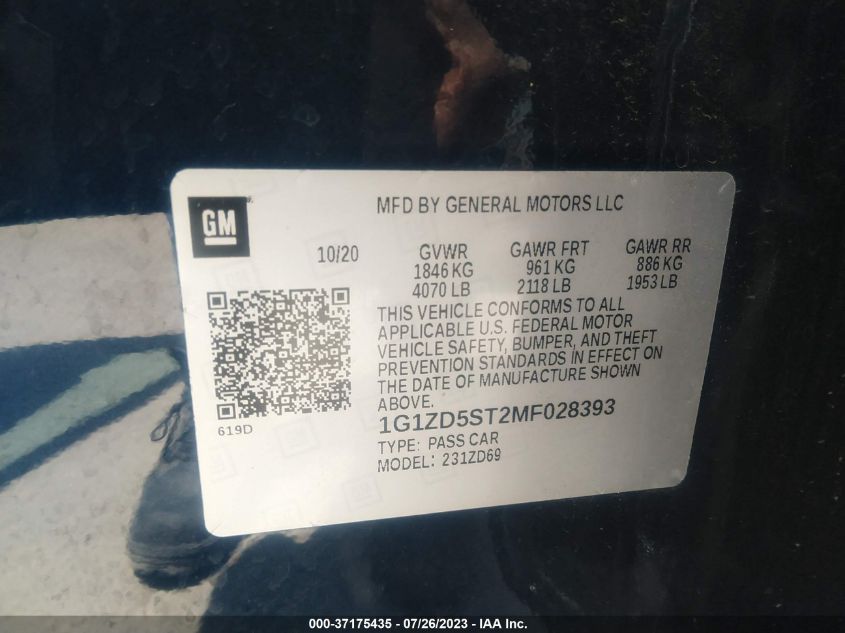 GM
MFD BY GENERAL MOTORS LLC
10/20
GVWR GAWR FRT GAWR RR
1846 KG 961 KG 886 KG
4070 LB 2118 LB 1953 LB
THIS VEHICLE CONFORMS TO ALL
APPLICABLE U.S. FEDERAL MOTOR
VEHICLE SAFETY, BUMPER, AND THEFT
PREVENTION STANDARDS IN EFFECT ON
THE DATE OF MANUFACTURE SHOWN
ABOVE.
619D
1G1ZD5ST2MF028393
TYPE: PASS CAR
MODEL: 231ZD69
000-37175435 - 07/26/2023 - IAA Inc.